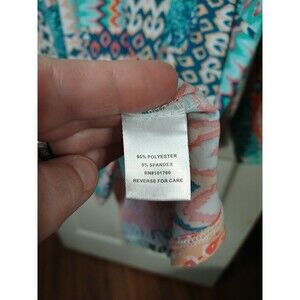 95% POLYESTER
5% SPANDEX
RN#101769
REVERSE FOR CARE